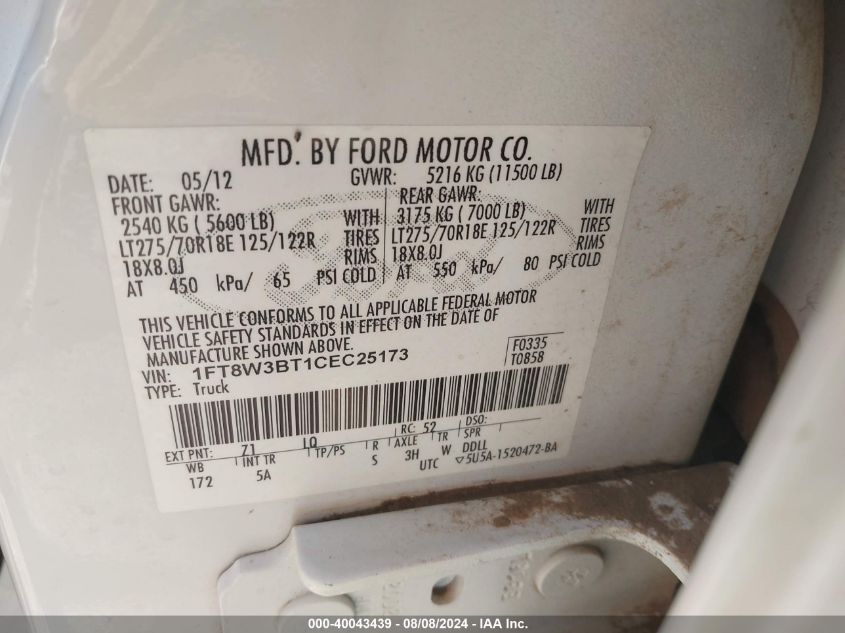 MFD. BY FORD MOTOR CO.
DATE: 05/12 GVWR: 5216 KG (11500 LB)
FRONT GAWR: REAR GAWR:
2540 KG ( 5600 LB) WITH 3175 KG ( 7000 LB) WITH
LT275/70R18E 125/122R TIRES LT275/70R18E 125/122R TIRES
18X8.0J RIMS 18X8.0J RIMS
AT 450 kPa/ 65 PSI COLD AT 550 kPa/ 80 PSI COLD
THIS VEHICLE CONFORMS TO ALL APPLICABLE FEDERAL MOTOR
VEHICLE SAFETY STANDARDS IN EFFECT ON THE DATE OF
MANUFACTURE SHOWN ABOVE.
VIN: 1FT8W3BT1CEC25173 F0335
TYPE: Truck T0858
EXT PNT: Z1 LQ RC: 52 DSO:
WB INT TR TP/PS R AXLE TR SPR
172 5A S 3H W DDLL
UTC ▽5U5A-1520472-BA
000-40043439 - 08/08/2024 - IAA Inc.